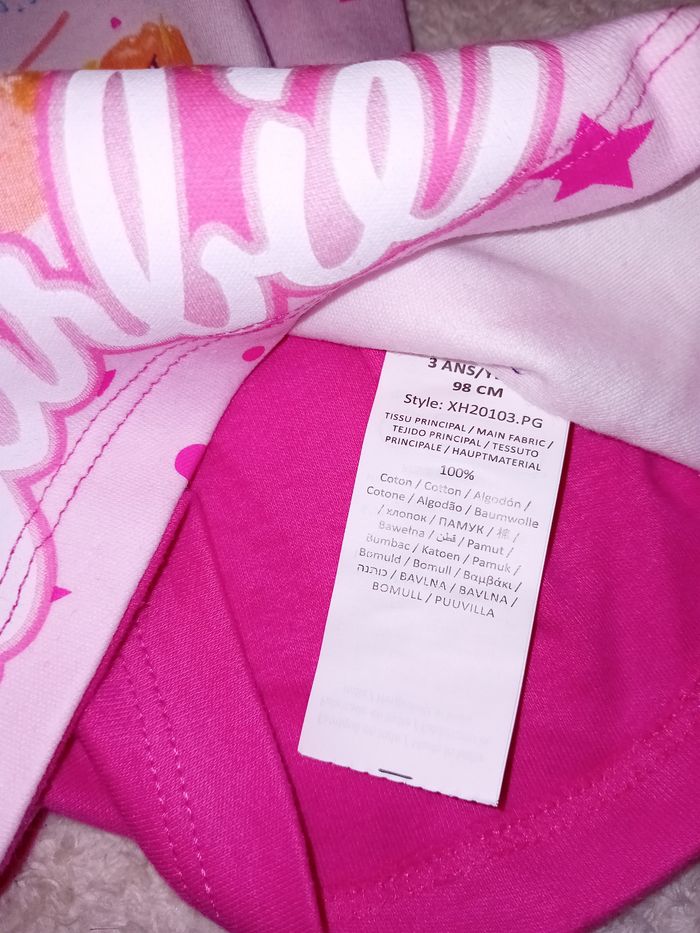 rbie
3 ANS/Y
98 CM
Style: XH20103.PG
TISSU PRINCIPAL / MAIN FABRIC /
TEJIDO PRINCIPAL / TESSUTO
PRINCIPALE / HAUPTMATERIAL
100%
Coton / Cotton / Algodón /
Cotone / Algodão / Baumwolle
/ хлопок / ПАМУК / 棉 /
Bawełna / قطن / Pamut /
Bumbac / Katoen / Pamuk /
Bomuld / Bomull / Βαμβάκι /
כותנה / BAVLNA / BAVLNA /
BOMULL / PUUVILLA